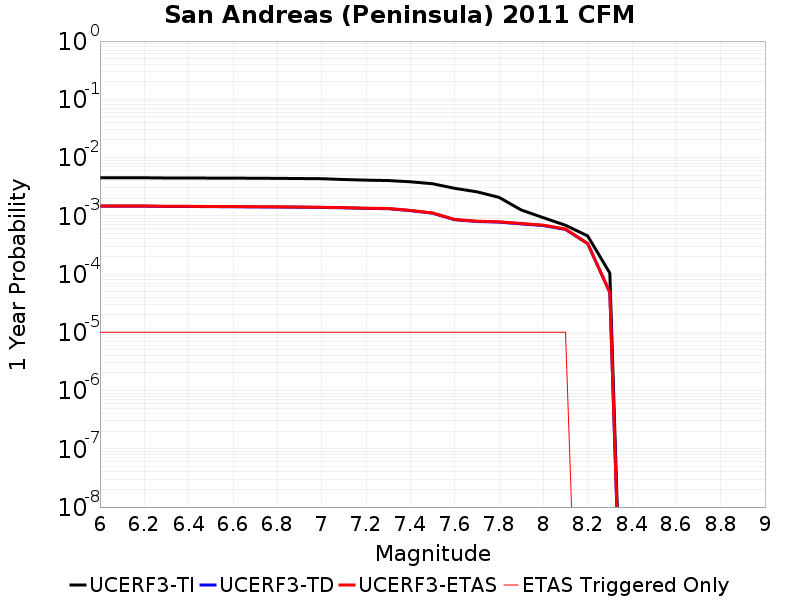 San Andreas (Peninsula) 2011 CFM
1 Year Probability
10^0
10^-1
10^-2
10^-3
10^-4
10^-5
10^-6
10^-7
10^-8
6 6.2 6.4 6.6 6.8 7 7.2 7.4 7.6 7.8 8 8.2 8.4 8.6 8.8 9
Magnitude
UCERF3-TI UCERF3-TD UCERF3-ETAS ETAS Triggered Only